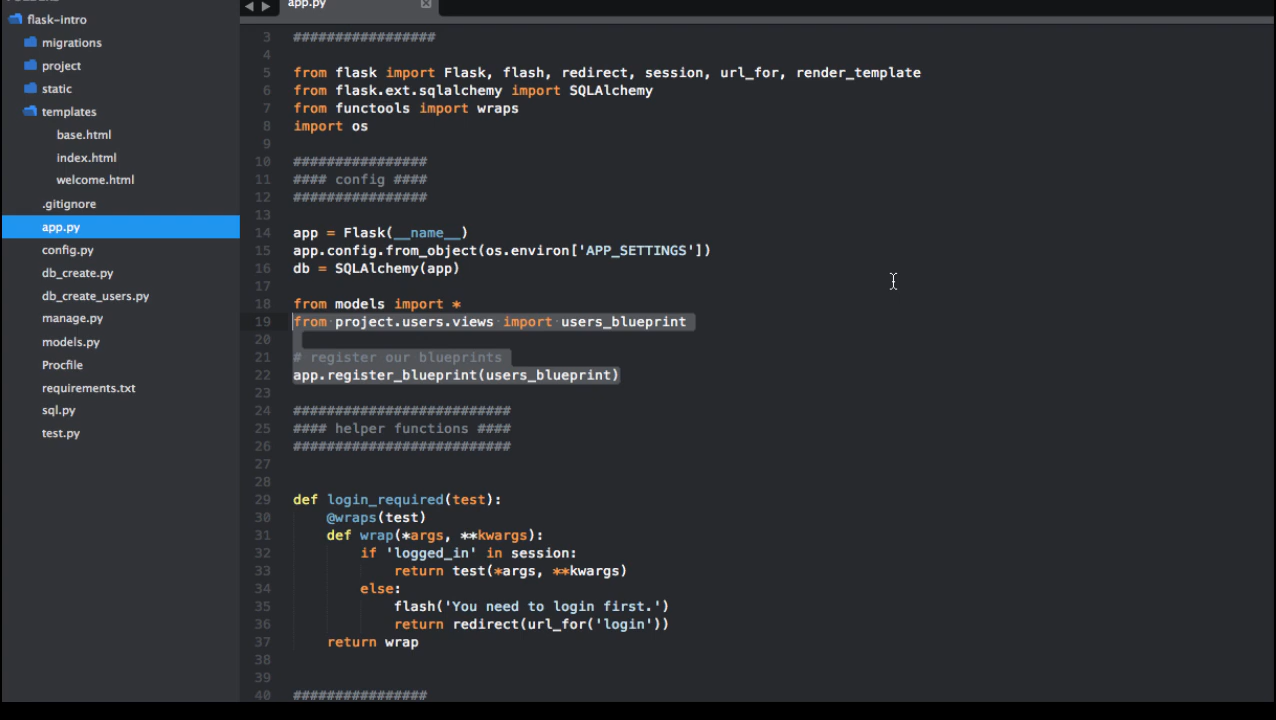 app.py
flask-intro
migrations
project
static
templates
base.html
index.html
welcome.html
.gitignore
app.py
config.py
db_create.py
db_create_users.py
manage.py
models.py
Procfile
requirements.txt
sql.py
test.py
3 #################
4
5 from flask import Flask, flash, redirect, session, url_for, render_template
6 from flask.ext.sqlalchemy import SQLAlchemy
7 from functools import wraps
8 import os
9
10 ################
11 #### config ####
12 ################
13
14 app = Flask(__name__)
15 app.config.from_object(os.environ['APP_SETTINGS'])
16 db = SQLAlchemy(app)
17
18 from models import *
19 from project.users.views import users_blueprint
20
21 # register our blueprints
22 app.register_blueprint(users_blueprint)
23
24 ##########################
25 #### helper functions ####
26 ##########################
27
28
29 def login_required(test):
30     @wraps(test)
31     def wrap(*args, **kwargs):
32         if 'logged_in' in session:
33             return test(*args, **kwargs)
34         else:
35             flash('You need to login first.')
36             return redirect(url_for('login'))
37     return wrap
38
39
40 ################